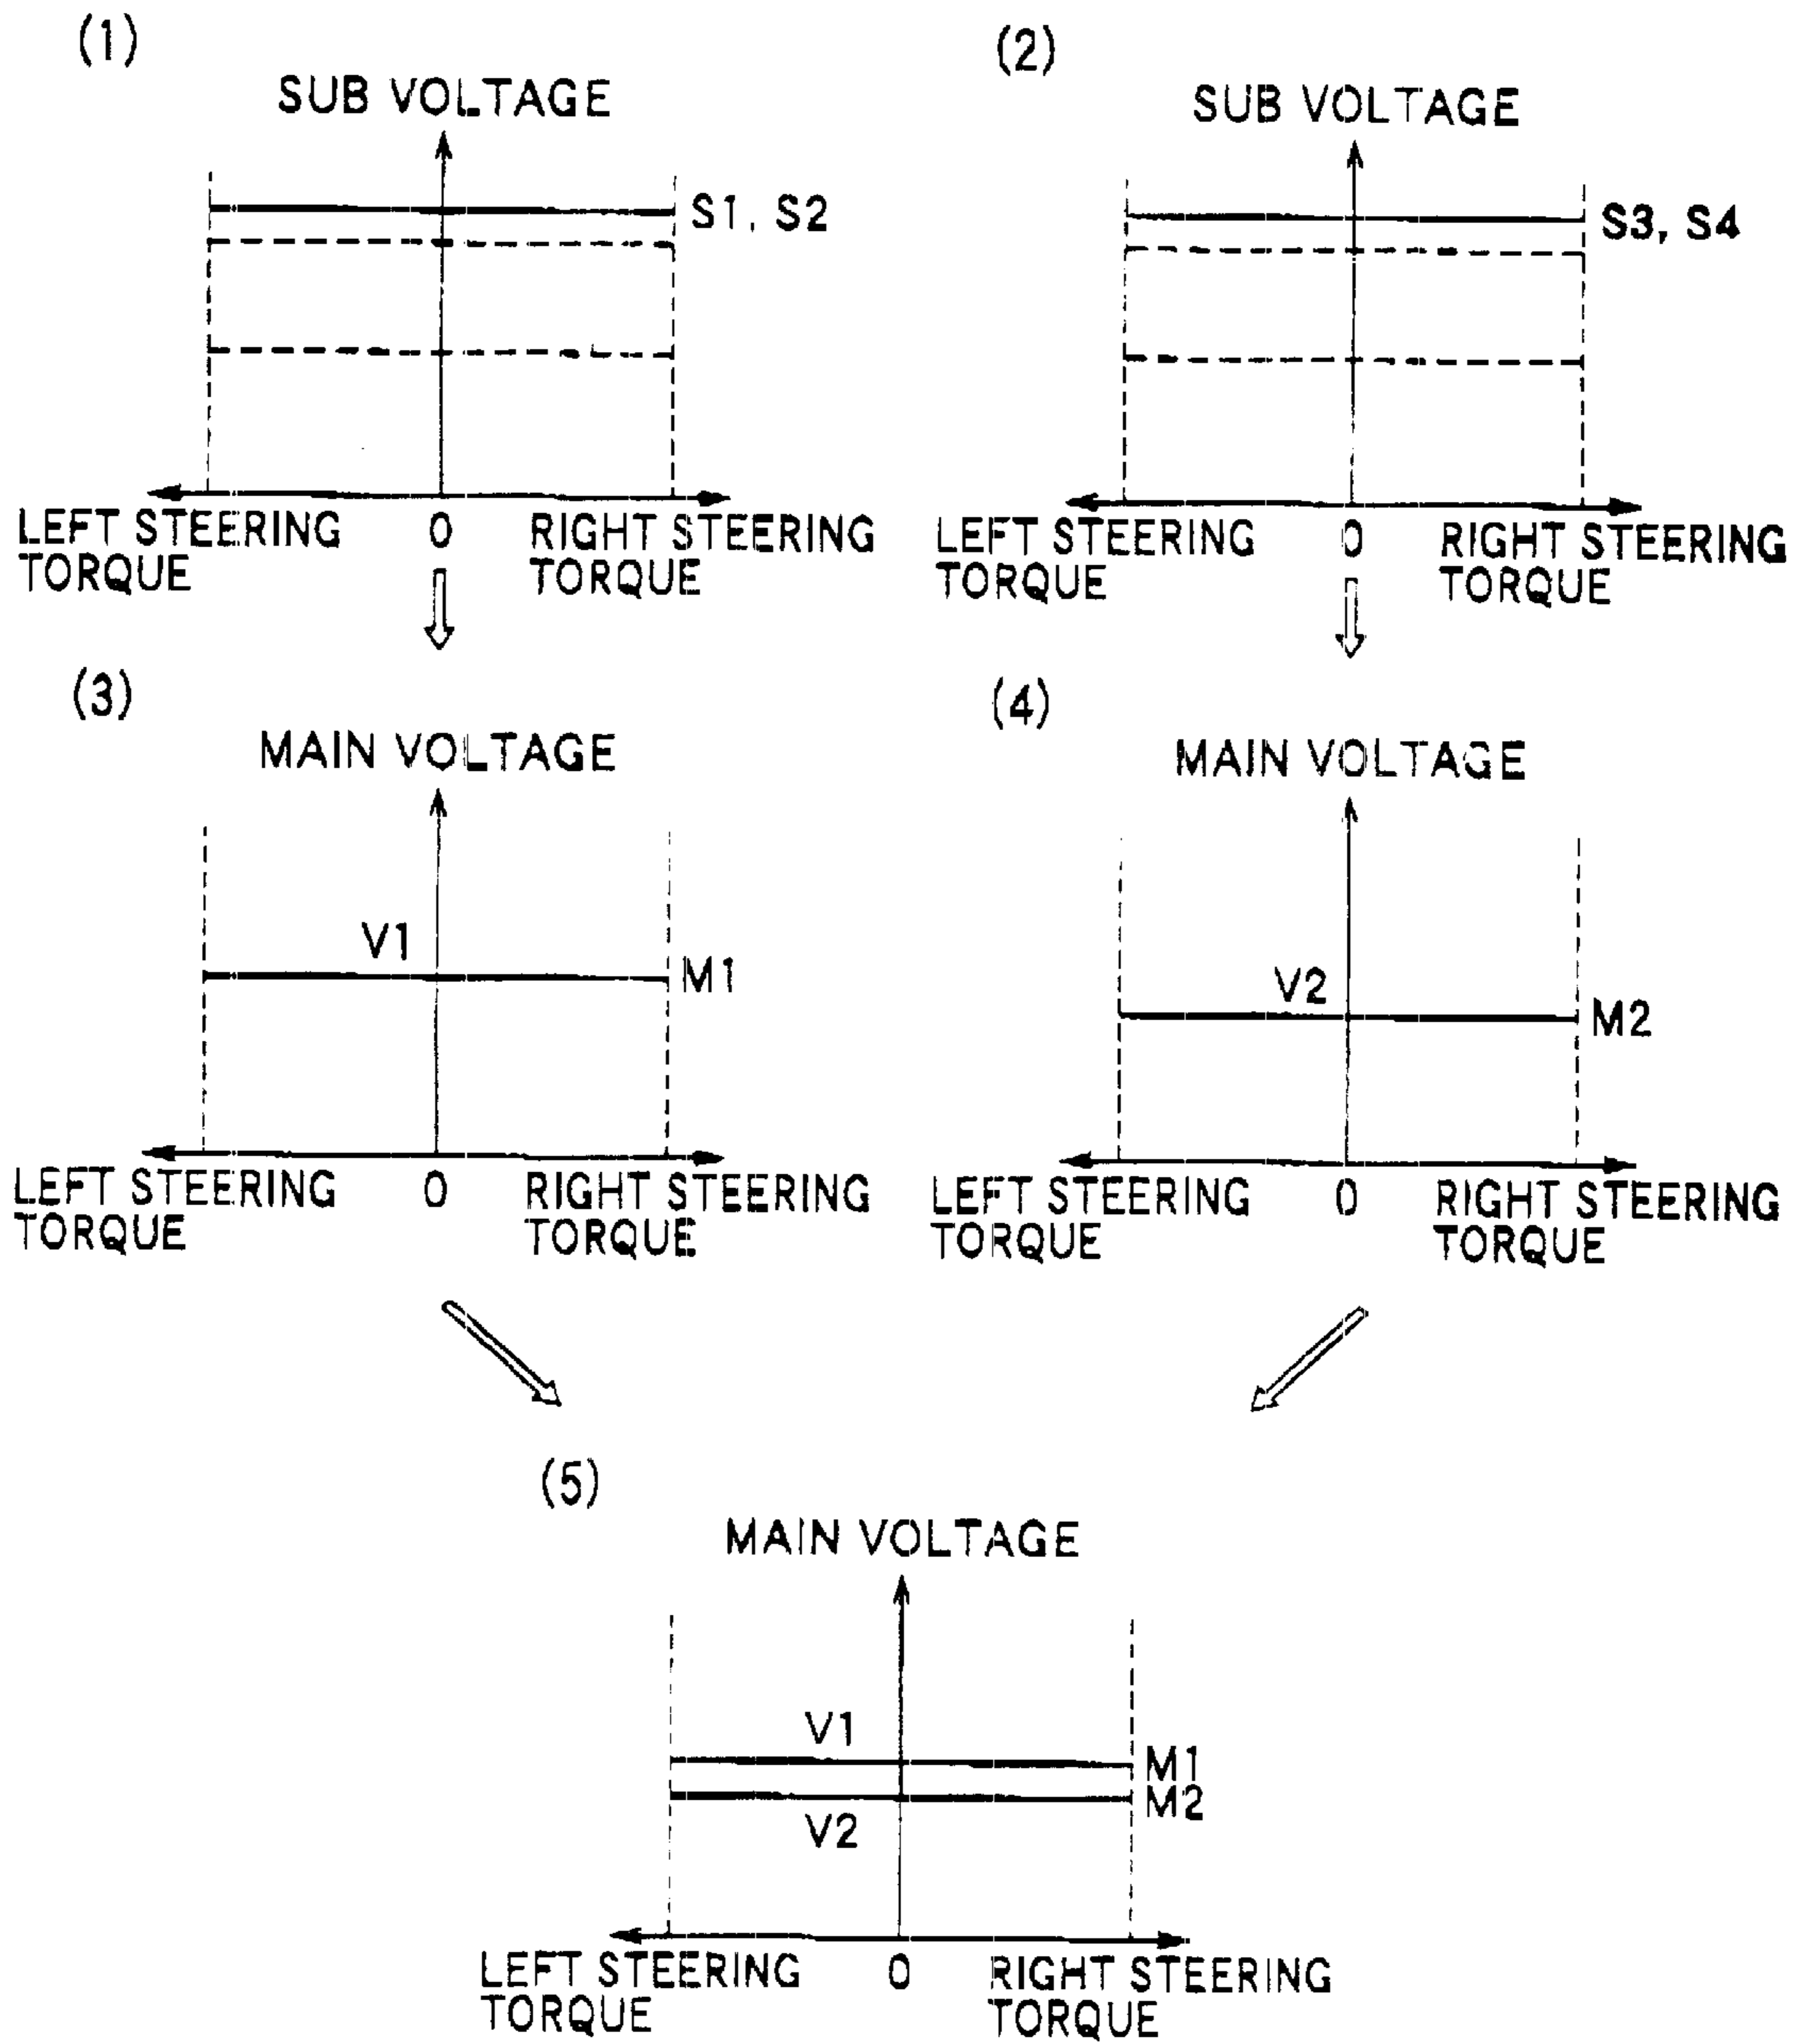 (1)
SUB VOLTAGE
S1, S2
LEFT STEERING
TORQUE
0
RIGHT STEERING
TORQUE
(2)
SUB VOLTAGE
S3, S4
LEFT STEERING
TORQUE
0
RIGHT STEERING
TORQUE
(3)
MAIN VOLTAGE
V1
M1
LEFT STEERING
TORQUE
0
RIGHT STEERING
TORQUE
(4)
MAIN VOLTAGE
V2
M2
LEFT STEERING
TORQUE
0
RIGHT STEERING
TORQUE
(5)
MAIN VOLTAGE
V1
M1
M2
V2
LEFT STEERING
TORQUE
0
RIGHT STEERING
TORQUE